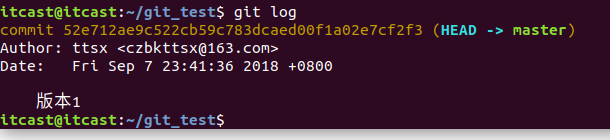 itcast@itcast:~/git_test$ git log
commit 52e712ae9c522cb59c783dcaed00f1a02e7cf2f3 (HEAD -> master)
Author: ttsx <czbkttsx@163.com>
Date:   Fri Sep 7 23:41:36 2018 +0800
    版本1
itcast@itcast:~/git_test$